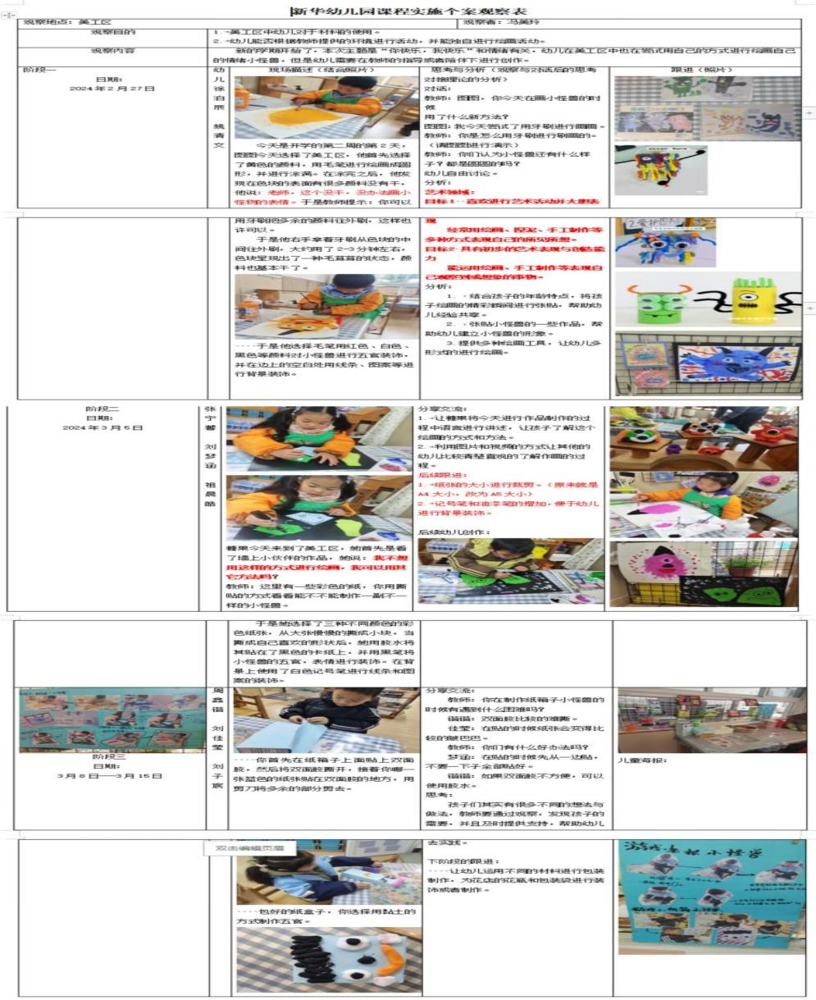 新华幼儿园课程实施个案观察表
观察地点：美工区
观察者：冯美玲
观察目的
1.→美工区中幼儿对于材料的使用。
2.→幼儿能否根据教师提供的环境进行活动，并能独自进行绘画活动。
观察内容
新的学期开始了，本次主题是“你快乐，我快乐”和情绪有关，幼儿在美工区中也在尝试用自己的方式进行绘画自己
的情绪小怪兽，但是幼儿需要在教师的指导或者陪伴下进行创作。
阶段一
日期：
2024年2月27日
幼
儿
徐
泊
辰
姚
清
文
现场描述（结合照片）
今天是开学的第二周的第2天，
图图今天选择了美工区，他首先选择
了黄色的颜料，用毛笔进行绘画成圆
形，并进行涂满。在涂完之后，他发
现在色块的表面有很多颜料没有干，
他说：老师，这个没干，没办法画小
怪物的表情。于是教师提示：你可以
思考与分析（观察与对话后的思考
对接理论的分析）
对话：
教师：图图，你今天在画小怪兽的时
候
用了什么新方法？
图图：我今天尝试了用牙刷进行画画。
教师：你是怎么用牙刷进行刷画的。
（请图图进行演示）
教师：你们认为小怪兽还有什么样
子？都是圆圆的吗？
幼儿自由讨论。
分析：
艺术领域：
目标1 喜欢进行艺术活动并大胆表
跟进（照片）
用牙刷把多余的颜料往外刷，这样也
许可以。
于是他右手拿着牙刷从色块的中
间往外刷，大约用了2-3分钟左右，
色块呈现出了一种毛茸茸的状态，颜
料也基本干了。
于是他选择毛笔用红色、白色、
黑色等颜料对小怪兽进行五官装饰，
并在边上的空白处用线条、图案等进
行背景装饰。
现
经常用绘画、捏泥、手工制作等
多种方式表现自己的所见所想。
目标2 具有初步的艺术表现与创造能
力
能运用绘画、手工制作等表现自
己观察到或想象的事物。
分析：
1. 结合孩子的年龄特点，将孩
子绘画的精彩瞬间进行张贴，帮助幼
儿经验共享。
2. 张贴小怪兽的一些作品，帮
助幼儿建立小怪兽的形象。
3.提供多种绘画工具，让幼儿多
形式的进行绘画。
阶段二
日期：
2024年3月5日
张
宁
馨
刘
梦
涵
祖
晨
皓
糖果今天来到了美工区，她首先是看
了墙上小伙伴的作品，她说：我不想
用这样的方式进行绘画，我可以用其
它方法吗？
教师：这里有一些彩色的纸，你用撕
贴的方式看看能不不能制作一副不一
样的小怪兽。
分享交流：
1.→让糖果将今天进行作品制作的过
程中语言进行讲述，让孩子了解这个
绘画的方式和方法。
2.→利用图片和视频的方式让其他的
幼儿比较清楚直观的了解作画的过
程。
后续跟进：
1.→纸张的大小进行裁剪。（原来就是
A4大小，改为A5大小）
2.→记号笔和油漆笔的增加，便于幼儿
进行背景装饰。
后续幼儿创作：
于是她选择了三种不同颜色的彩
色纸张，从大张慢慢的撕成小块，当
撕成自己喜欢的形状后，她用胶水将
其贴在了黑色的卡纸上，并用黑笔将
小怪兽的五官，表情进行装饰。在背
景上使用了白色记号笔进行线条和图
案的装饰。
阶段三
日期：
3月8日——3月15日
周
鑫
锴
刘
佳
莹
刘
子
宸
你首先在纸箱子上面贴上双面
胶，然后将双面胶撕开，接着你哪一
张蓝色的纸张贴在双面胶的地方，用
剪刀将多余的部分剪去。
分享交流：
教师：你在制作纸箱子小怪兽的
时候有遇到什么困难吗？
锴锴：双面胶比较的难撕。
佳莹：在贴的时候纸张会变得比
较的皱巴巴。
教师：你们有什么好办法吗？
梦涵：在贴的时候先从一边贴，
不要一下子全部贴好。
锴锴：如果双面胶不方便，可以
使用胶水。
思考：
孩子们其实有很多不同的想法与
做法，教师要通过观察，发现孩子的
需要，并且及时提供支持，帮助幼儿
儿童海报：
双击编辑页眉
包好的纸盒子，你选择用黏土的
方式制作五官。
去实践。
下阶段的跟进：
让幼儿运用不同的材料进行包装
制作，为花店的花瓶和包装袋进行装
饰或者制作。